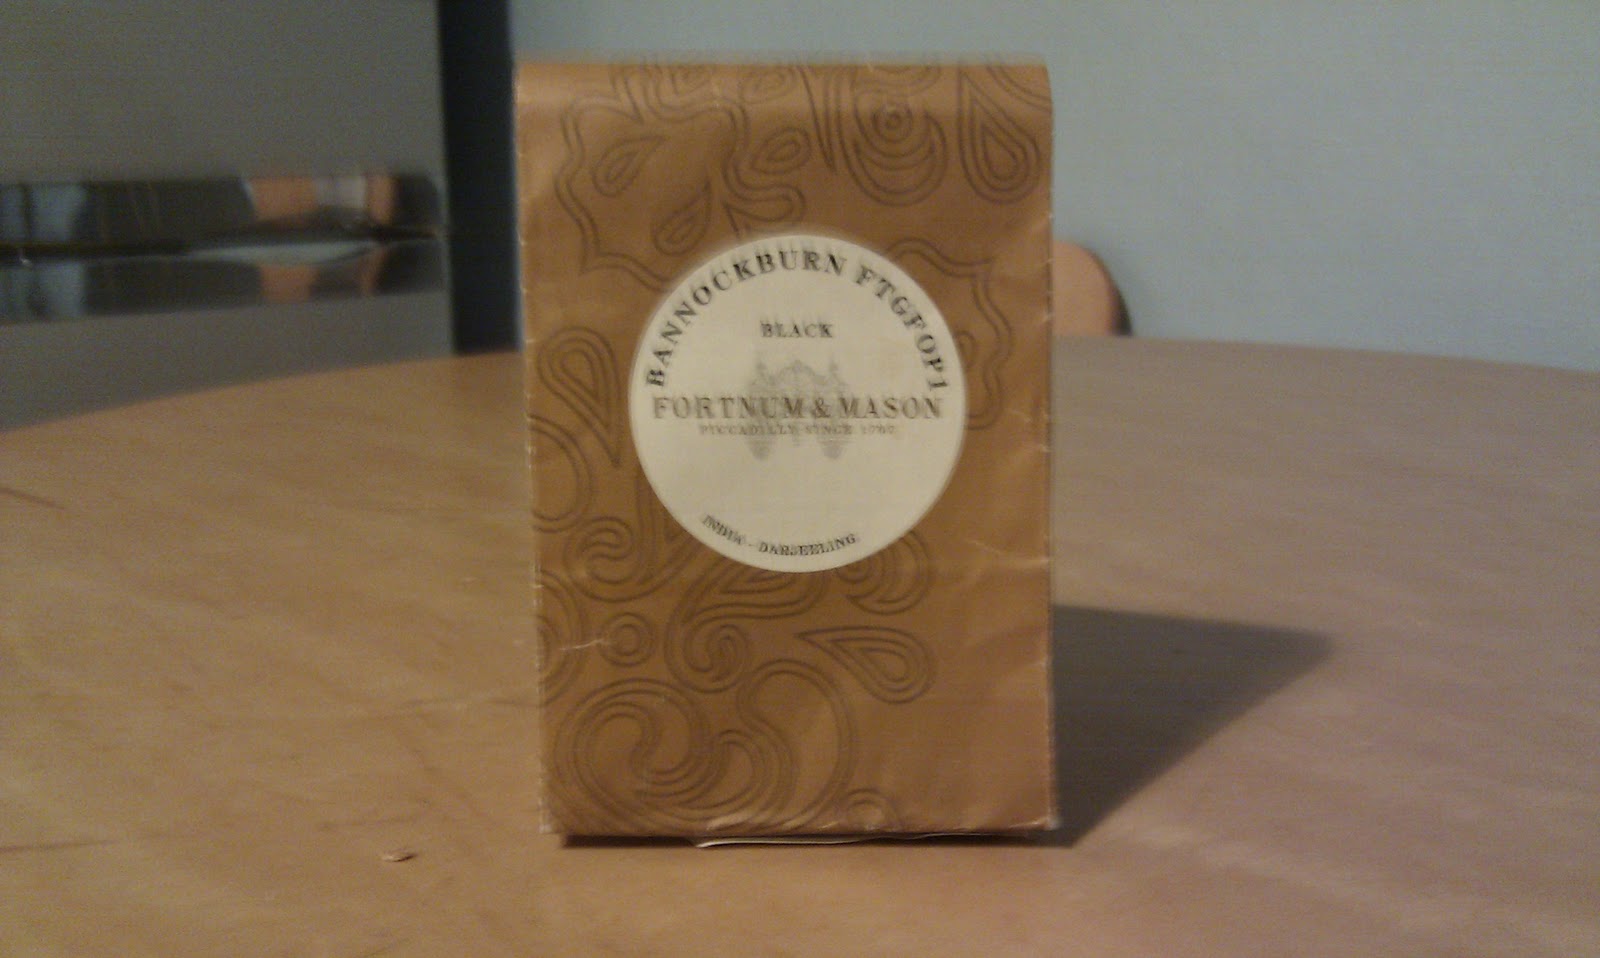 BANNOCKBURN FTGFOP1
BLACK
FORTNUM & MASON
PICCADILLY SINCE 1707
INDIA - DARJEELING